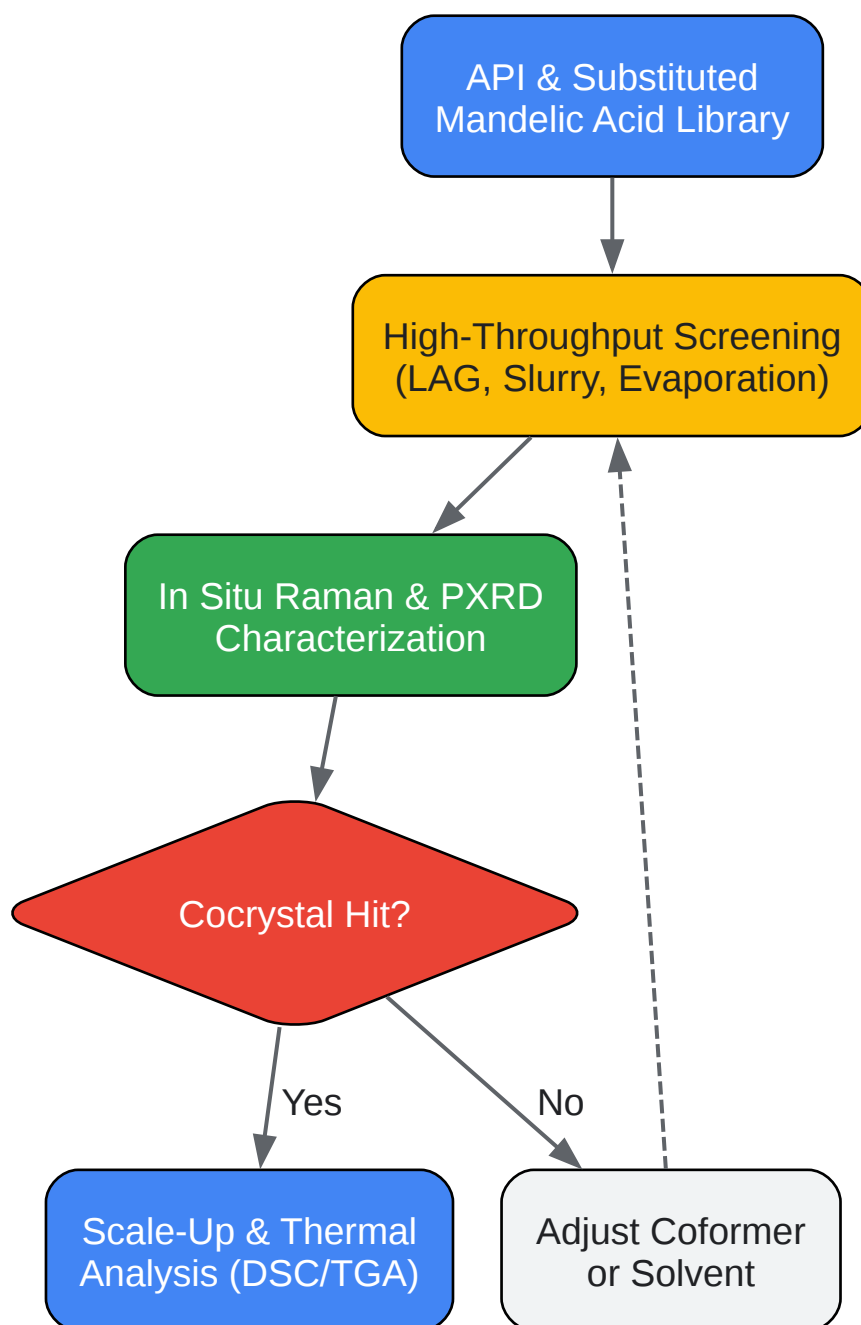 API & Substituted
Mandelic Acid Library
High-Throughput Screening
(LAG, Slurry, Evaporation)
In Situ Raman & PXRD
Characterization
Cocrystal Hit?
Yes
No
Scale-Up & Thermal
Analysis (DSC/TGA)
Adjust Coformer
or Solvent